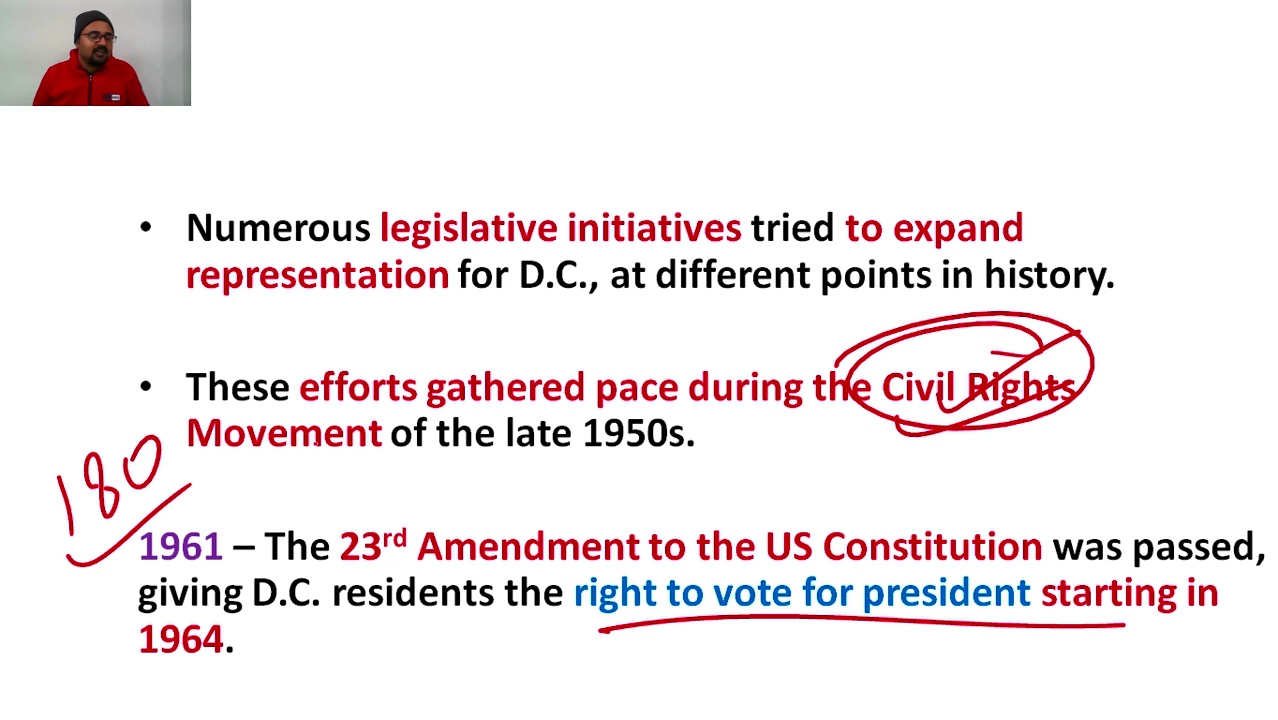 • Numerous legislative initiatives tried to expand
representation for D.C., at different points in history.
• These efforts gathered pace during the Civil Rights
Movement of the late 1950s.
180
1961 – The 23rd Amendment to the US Constitution was passed,
giving D.C. residents the right to vote for president starting in
1964.